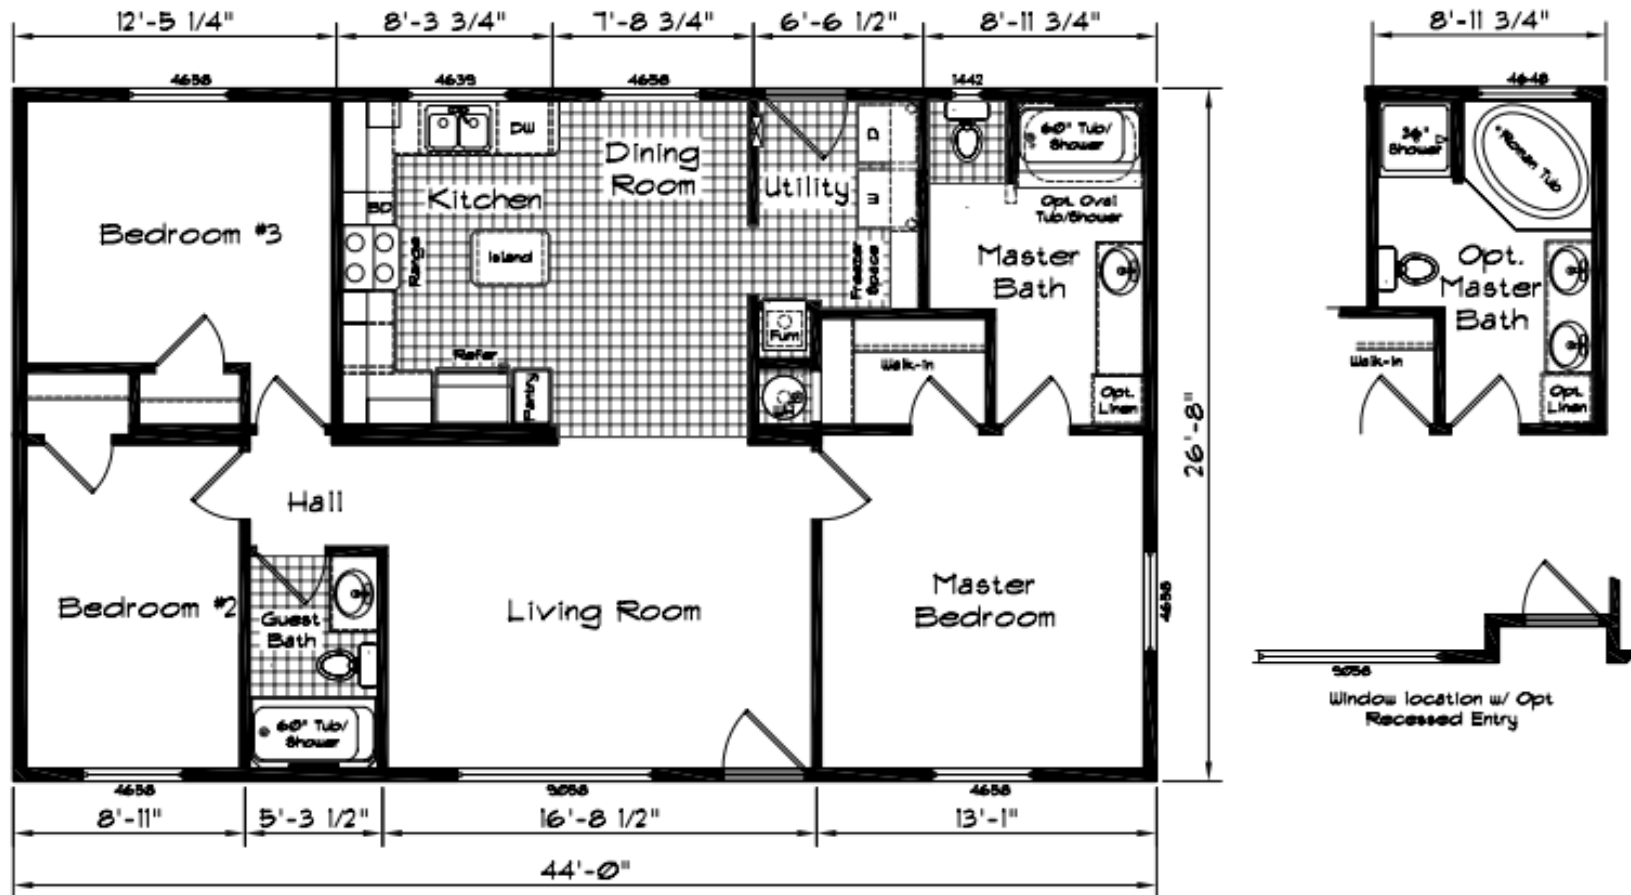 12'-5 1/4" 8'-3 3/4" 7'-8 3/4" 6'-6 1/2" 8'-11 3/4" 8'-11 3/4"
4658 4639 4658 1442 4648
DW
D
60" Tub/
Shower
36"
Shower
Roman Tub
Dining
Room
Kitchen
Utility
W
BD
Opt. Oval
Tub/Shower
Bedroom #3
Range
Island
Freezer
Space
Master
Bath
Opt.
Master
Bath
Furn
Refer
Pantry
WH
Walk-In
Opt.
Linen
Walk-In
Opt.
Linen
26'-8"
Hall
Bedroom #2
Guest
Bath
Living Room
Master
Bedroom
4658
60" Tub/
Shower
9058
Window location w/ Opt
Recessed Entry
4658 9058 4658
8'-11" 5'-3 1/2" 16'-8 1/2" 13'-1"
44'-0"